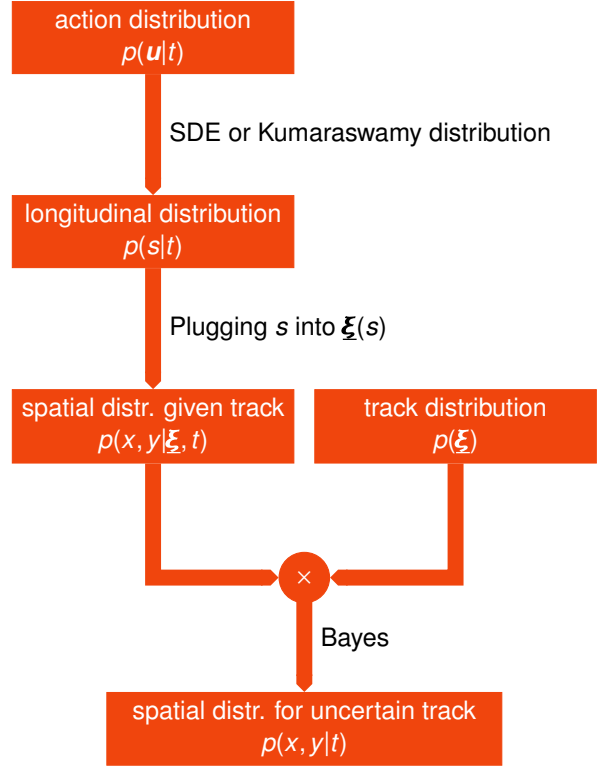 action distribution
p(u|t)
SDE or Kumaraswamy distribution
longitudinal distribution
p(s|t)
Plugging s into ξ(s)
spatial distr. given track
p(x, y|ξ, t)
track distribution
p(ξ)
×
Bayes
spatial distr. for uncertain track
p(x, y|t)